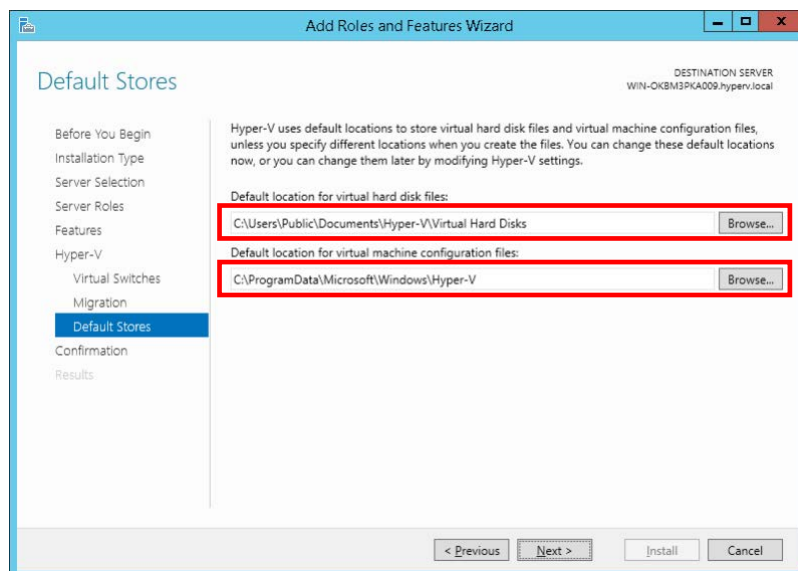 Add Roles and Features Wizard
Default Stores
DESTINATION SERVER
WIN-OKBM3PKA009.hyperv.local
Before You Begin
Installation Type
Server Selection
Server Roles
Features
Hyper-V
Virtual Switches
Migration
Default Stores
Confirmation
Results
Hyper-V uses default locations to store virtual hard disk files and virtual machine configuration files,
unless you specify different locations when you create the files. You can change these default locations
now, or you can change them later by modifying Hyper-V settings.
Default location for virtual hard disk files:
C:\Users\Public\Documents\Hyper-V\Virtual Hard Disks Browse...
Default location for virtual machine configuration files:
C:\ProgramData\Microsoft\Windows\Hyper-V Browse...
< Previous Next > Install Cancel